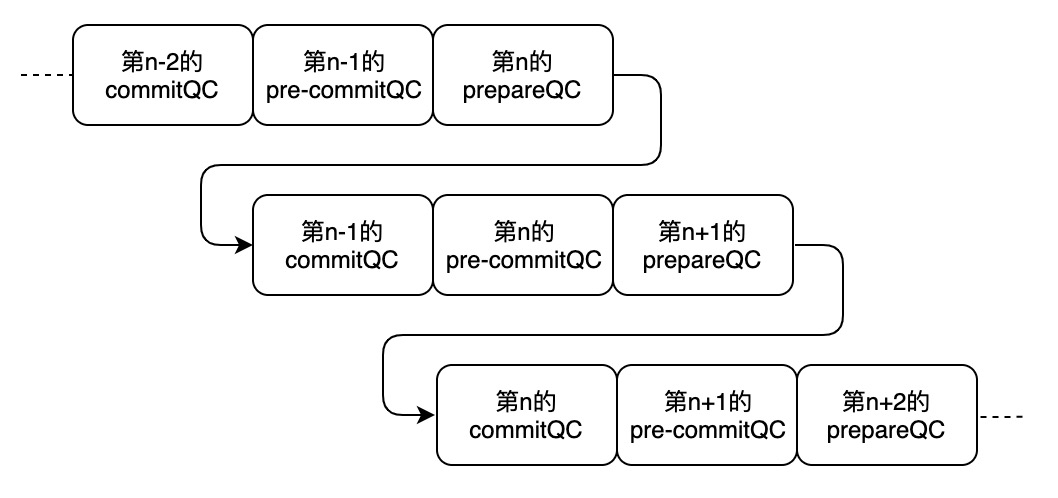 第n-2的
commitQC
第n-1的
pre-commitQC
第n的
prepareQC
第n-1的
commitQC
第n的
pre-commitQC
第n+1的
prepareQC
第n的
commitQC
第n+1的
pre-commitQC
第n+2的
prepareQC